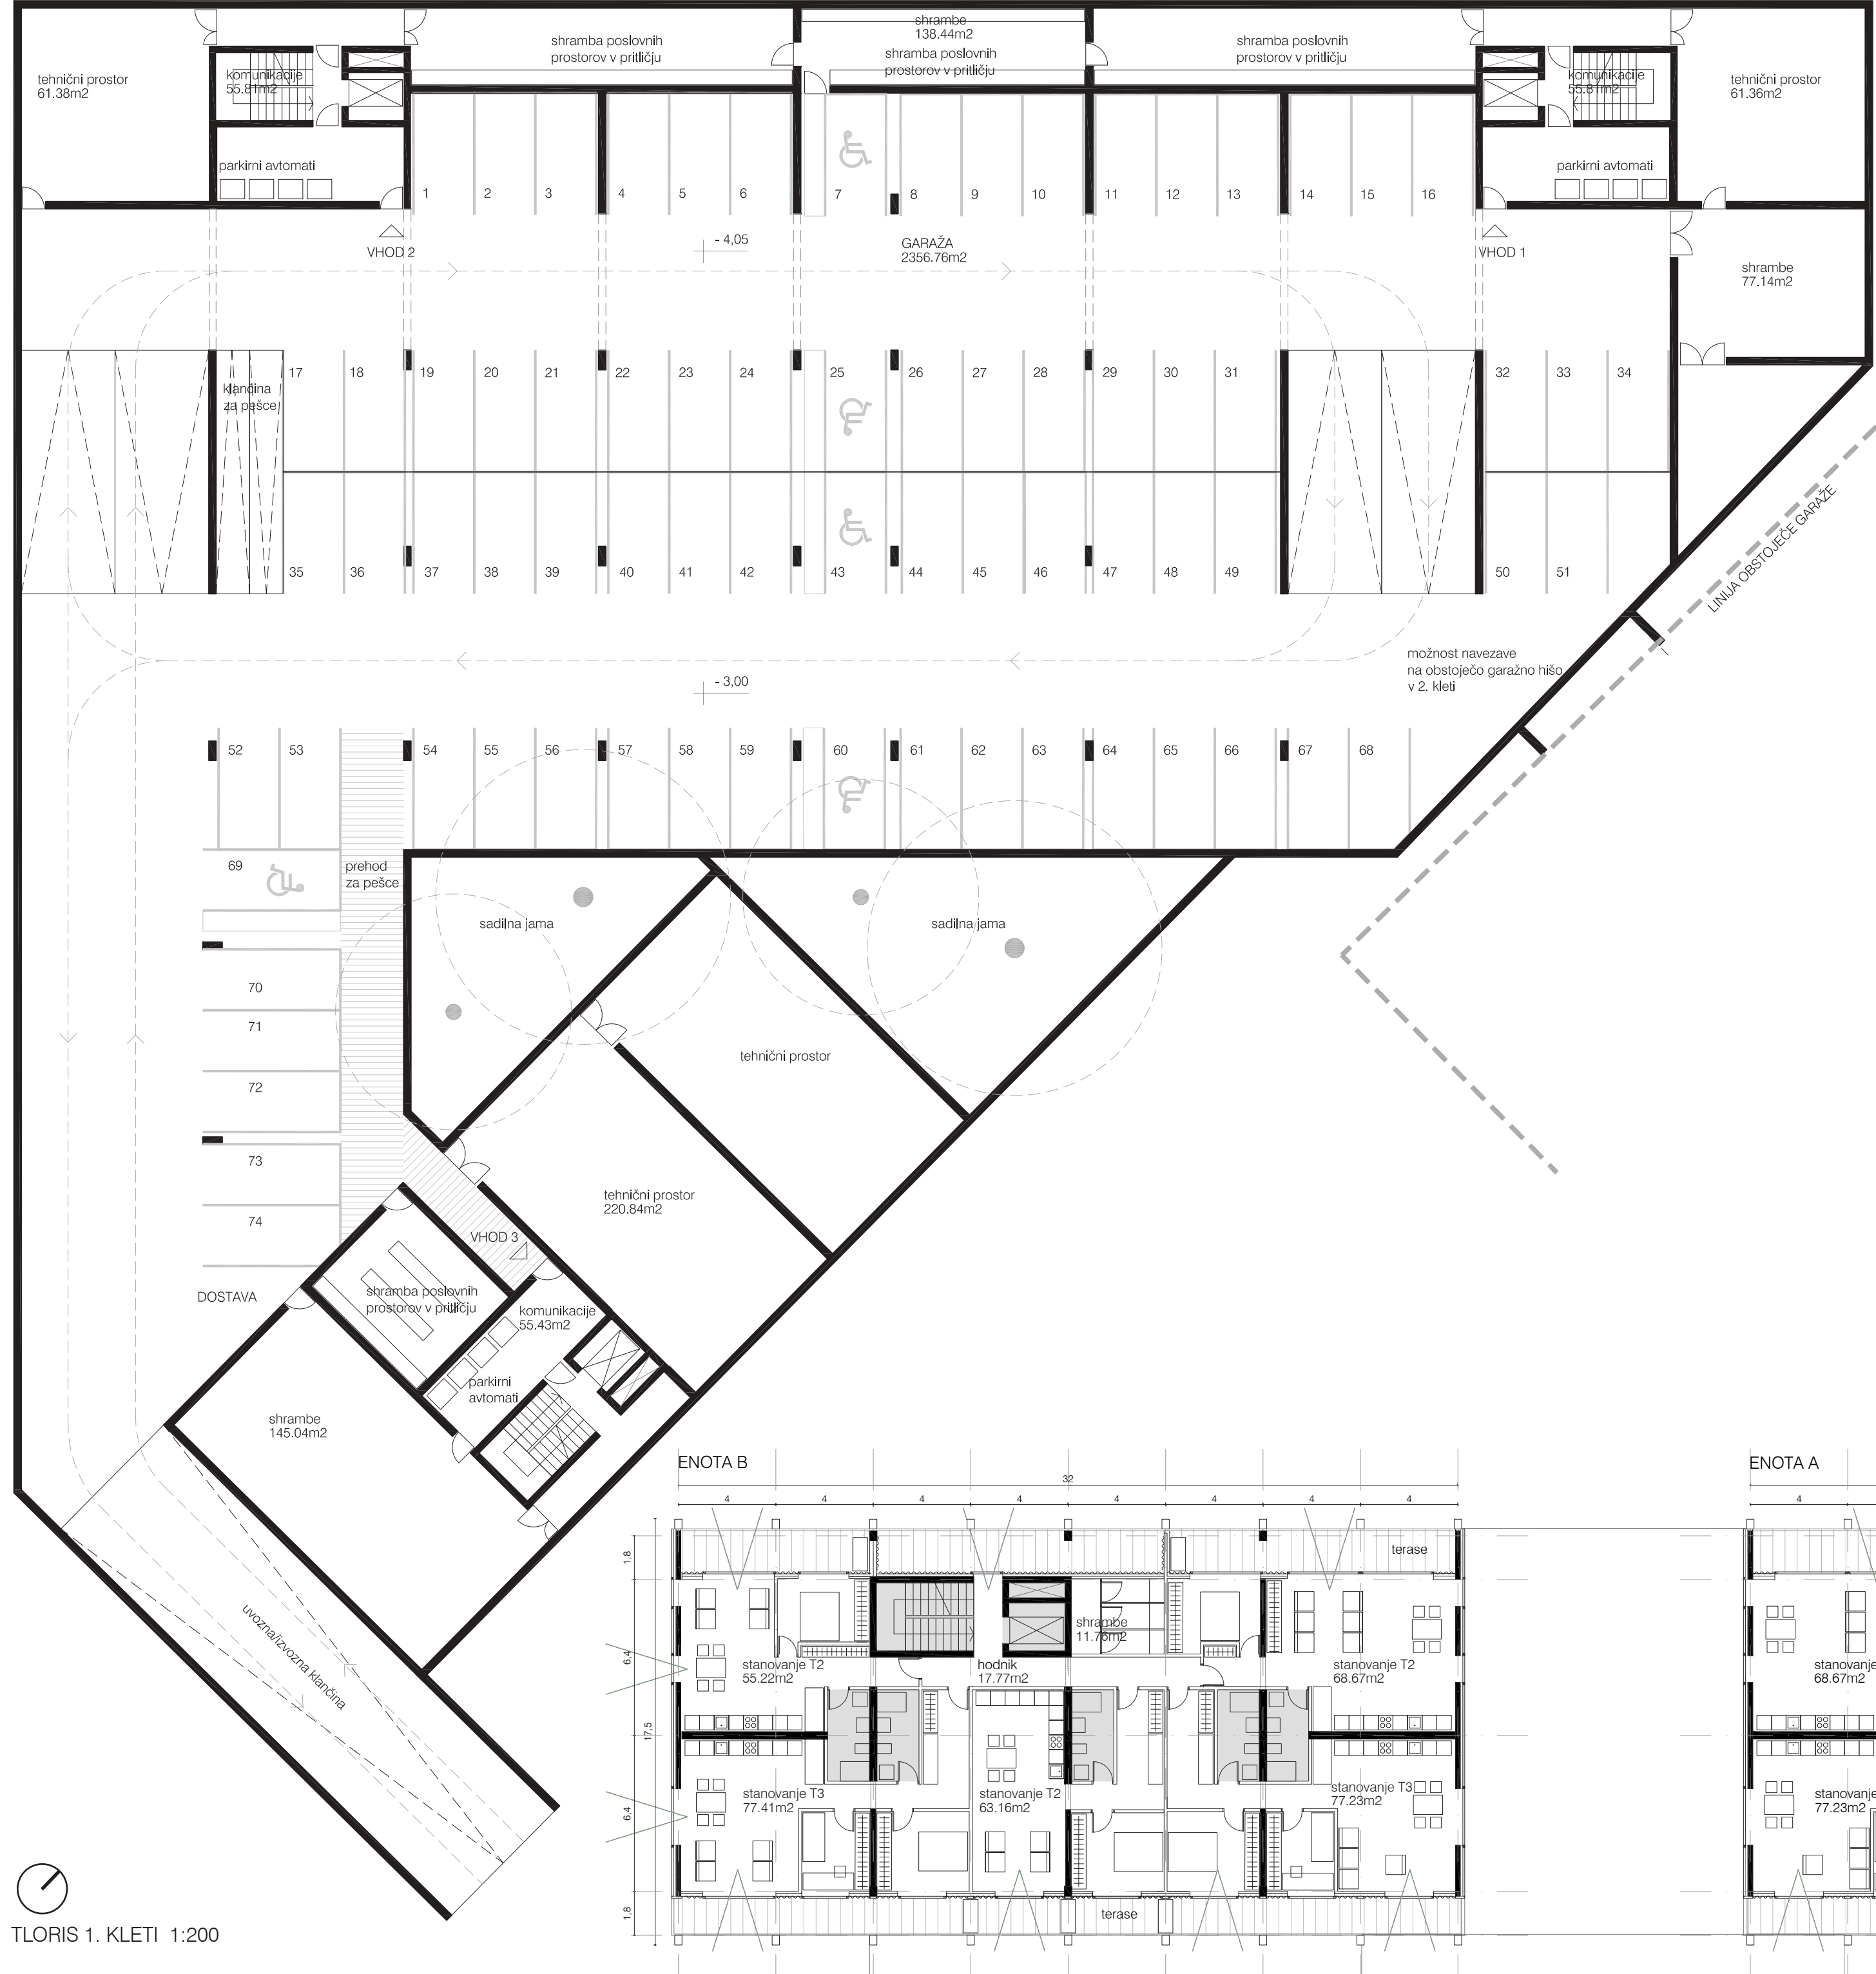 shrambe
138.44m2
shramba poslovnih
prostorov v pritličju
shramba poslovnih
prostorov v pritličju
shramba poslovnih
prostorov v pritličju
tehnični prostor
61.38m2
komunikacije
55.81m2
komunikacije
55.81m2
tehnični prostor
61.36m2
parkirni avtomati
parkirni avtomati
1 2 3 4 5 6 7 8 9 10 11 12 13 14 15 16
VHOD 2
- 4,05
GARAŽA
2356.76m2
VHOD 1
shrambe
77.14m2
17 18 19 20 21 22 23 24 25 26 27 28 29 30 31 32 33 34
klančina
za pešce
LINIJA OBSTOJEČE GARAŽE
35 36 37 38 39 40 41 42 43 44 45 46 47 48 49 50 51
možnost navezave
na obstoječo garažno hišo
v 2. kleti
- 3,00
52 53 54 55 56 57 58 59 60 61 62 63 64 65 66 67 68
69
prehod
za pešce
sadilna jama
sadilna jama
70
71
72
73
74
tehnični prostor
tehnični prostor
220.84m2
VHOD 3
DOSTAVA
shramba poslovnih
prostorov v pritličju
komunikacije
55.43m2
parkirni
avtomati
shrambe
145.04m2
uvozna/izvozna klančina
TLORIS 1. KLETI 1:200
ENOTA B
32
4 4 4 4 4 4 4 4
1,8
6,4
17,5
6,4
1,8
terase
shrambe
11.76m2
stanovanje T2
55.22m2
hodnik
17.77m2
stanovanje T2
68.67m2
stanovanje T3
77.41m2
stanovanje T2
63.16m2
stanovanje T3
77.23m2
terase
ENOTA A
4
stanovanje
68.67m2
stanovanje
77.23m2